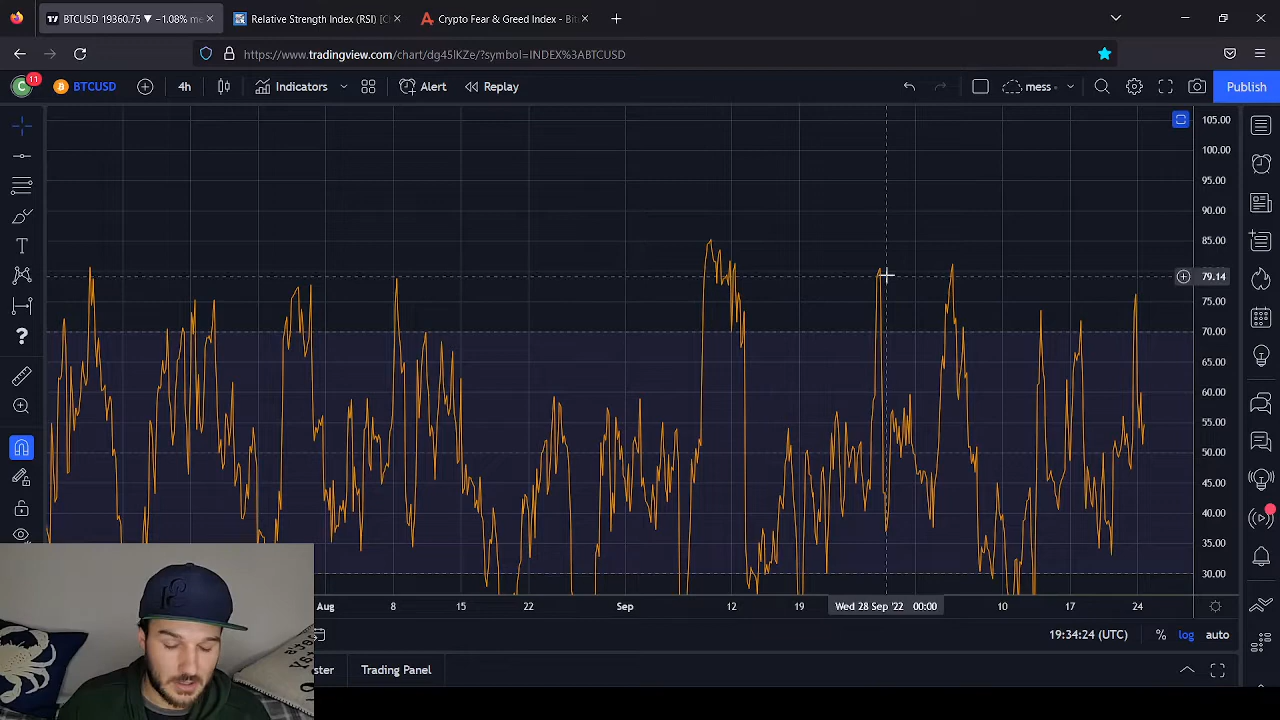 BTCUSD 19360.75 ▼ −1.08% me
Relative Strength Index (RSI) [C
Crypto Fear & Greed Index - Bi
https://www.tradingview.com/chart/dg45lKZe/?symbol=INDEX%3ABTCUSD
C 11 BTCUSD 4h Indicators Alert Replay mess Publish
105.00
100.00
95.00
90.00
85.00
79.14
75.00
70.00
65.00
60.00
55.00
50.00
45.00
40.00
35.00
30.00
Aug 8 15 22 Sep 12 19 Wed 28 Sep '22 00:00 10 17 24
19:34:24 (UTC) % log auto
ster Trading Panel